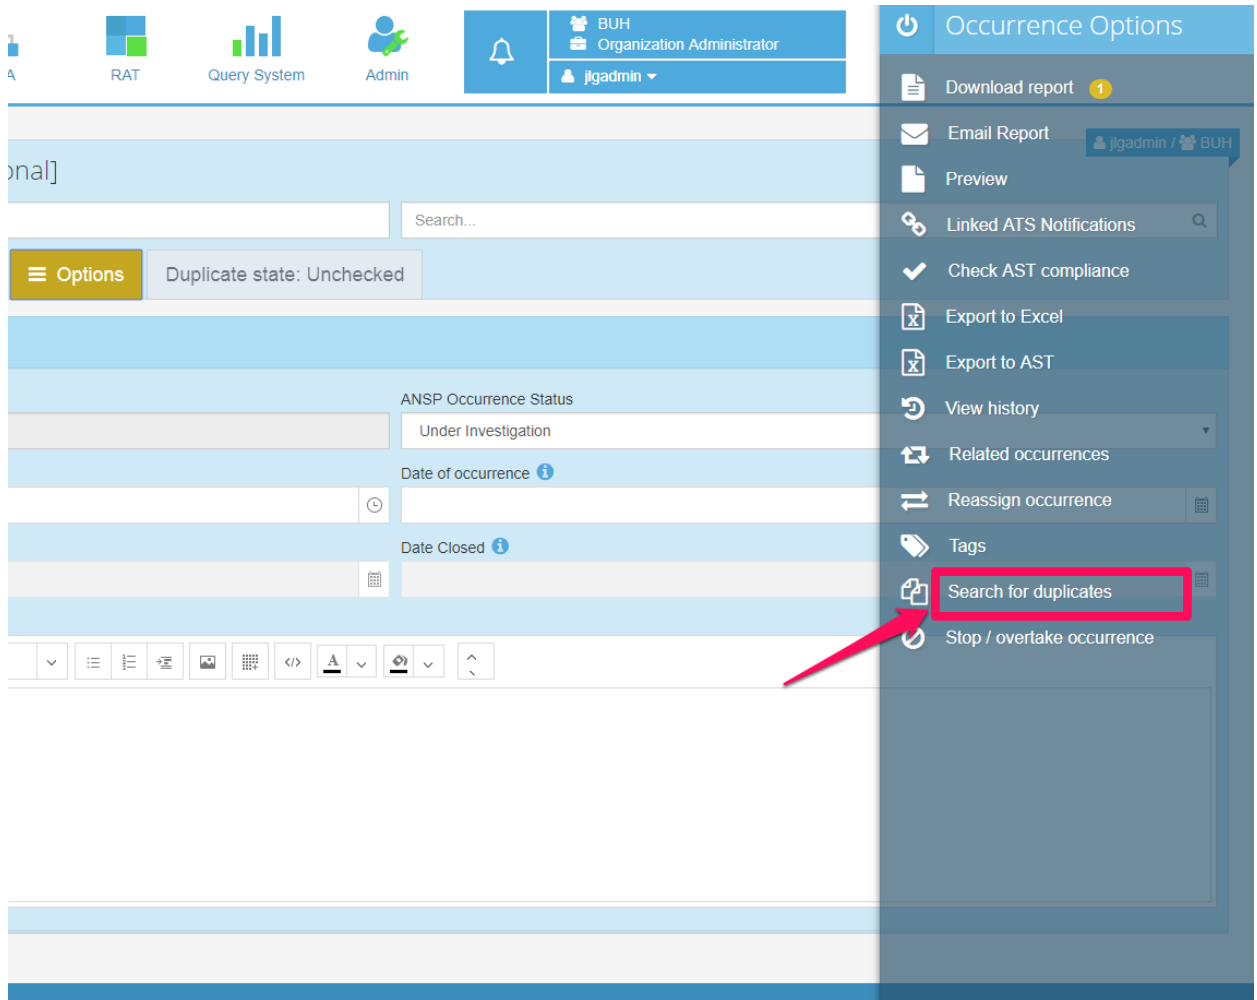 BUH
Organization Administrator
jlgadmin
A
RAT
Query System
Admin
onal]
Search...
Options
Duplicate state: Unchecked
ANSP Occurrence Status
Under Investigation
Date of occurrence
Date Closed
A
Occurrence Options
Download report 1
Email Report
jlgadmin / BUH
Preview
Linked ATS Notifications
Check AST compliance
Export to Excel
Export to AST
View history
Related occurrences
Reassign occurrence
Tags
Search for duplicates
Stop / overtake occurrence